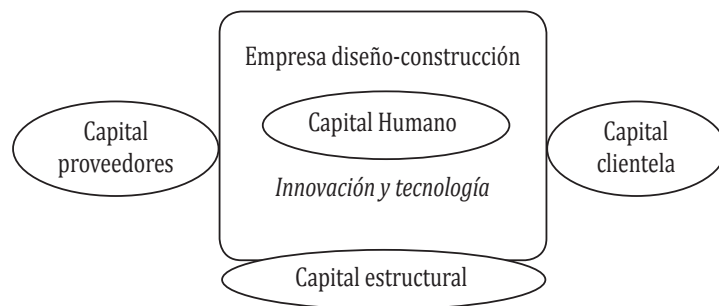 Empresa diseño-construcción
Capital Humano
Capital
proveedores
Capital
clientela
Innovación y tecnología
Capital estructural